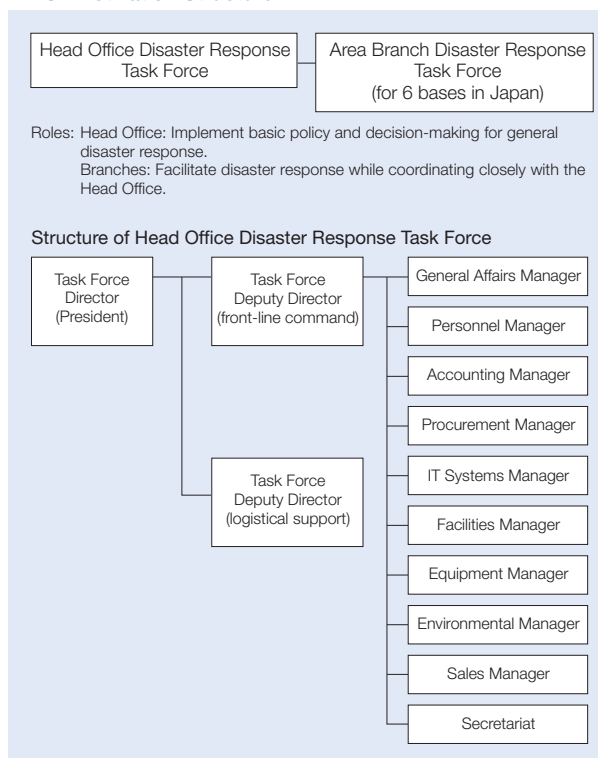 Head Office Disaster Response
Task Force
Area Branch Disaster Response
Task Force
(for 6 bases in Japan)
Roles: Head Office: Implement basic policy and decision-making for general
disaster response.
Branches: Facilitate disaster response while coordinating closely with the
Head Office.
Structure of Head Office Disaster Response Task Force
Task Force
Director
(President)
Task Force
Deputy Director
(front-line command)
Task Force
Deputy Director
(logistical support)
General Affairs Manager
Personnel Manager
Accounting Manager
Procurement Manager
IT Systems Manager
Facilities Manager
Equipment Manager
Environmental Manager
Sales Manager
Secretariat